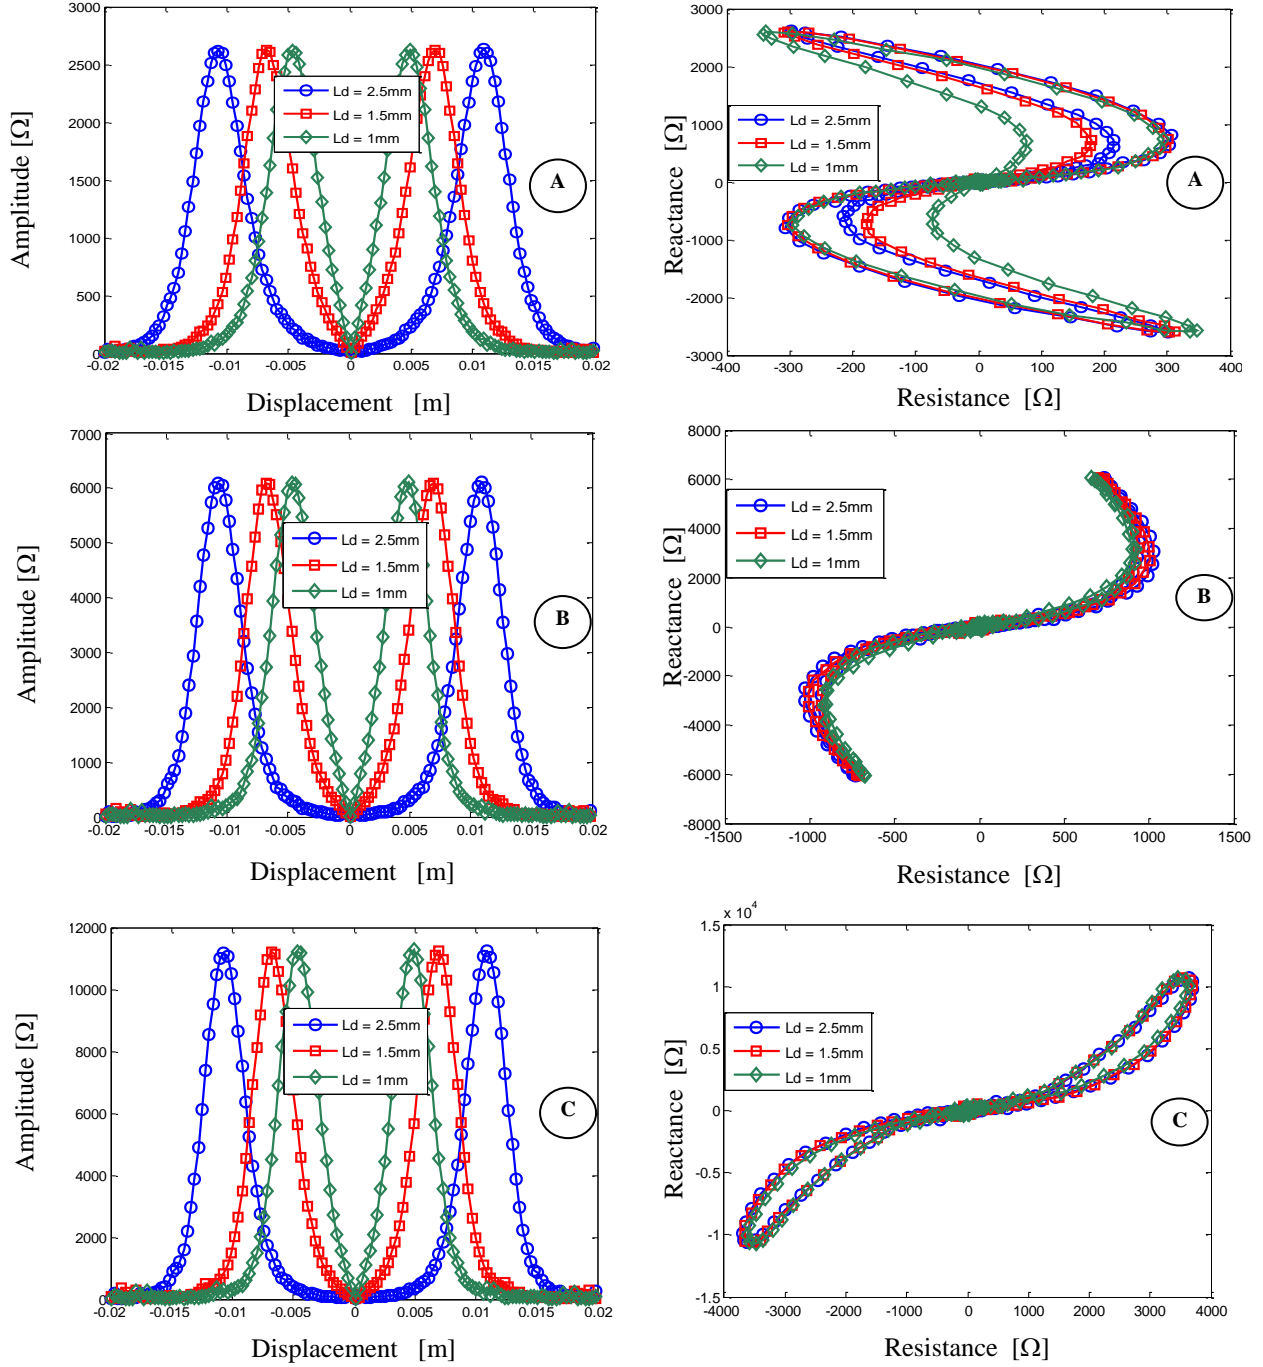 3000
2500
2000
1500
1000
500
0
-0.02 -0.015 -0.01 -0.005 0 0.005 0.01 0.015 0.02
Amplitude [Ω]
Displacement [m]
Ld = 2.5mm
Ld = 1.5mm
Ld = 1mm
A
3000
2000
1000
0
-1000
-2000
-3000
-400 -300 -200 -100 0 100 200 300 400
Reactance [Ω]
Resistance [Ω]
Ld = 2.5mm
Ld = 1.5mm
Ld = 1mm
A
7000
6000
5000
4000
3000
2000
1000
0
-0.02 -0.015 -0.01 -0.005 0 0.005 0.01 0.015 0.02
Amplitude [Ω]
Displacement [m]
Ld = 2.5mm
Ld = 1.5mm
Ld = 1mm
B
8000
6000
4000
2000
0
-2000
-4000
-6000
-8000
-1500 -1000 -500 0 500 1000 1500
Reactance [Ω]
Resistance [Ω]
Ld = 2.5mm
Ld = 1.5mm
Ld = 1mm
B
12000
10000
8000
6000
4000
2000
0
-0.02 -0.015 -0.01 -0.005 0 0.005 0.01 0.015 0.02
Amplitude [Ω]
Displacement [m]
Ld = 2.5mm
Ld = 1.5mm
Ld = 1mm
C
x 10⁴
1.5
1
0.5
0
-0.5
-1
-1.5
-4000 -3000 -2000 -1000 0 1000 2000 3000 4000
Reactance [Ω]
Resistance [Ω]
Ld = 2.5mm
Ld = 1.5mm
Ld = 1mm
C